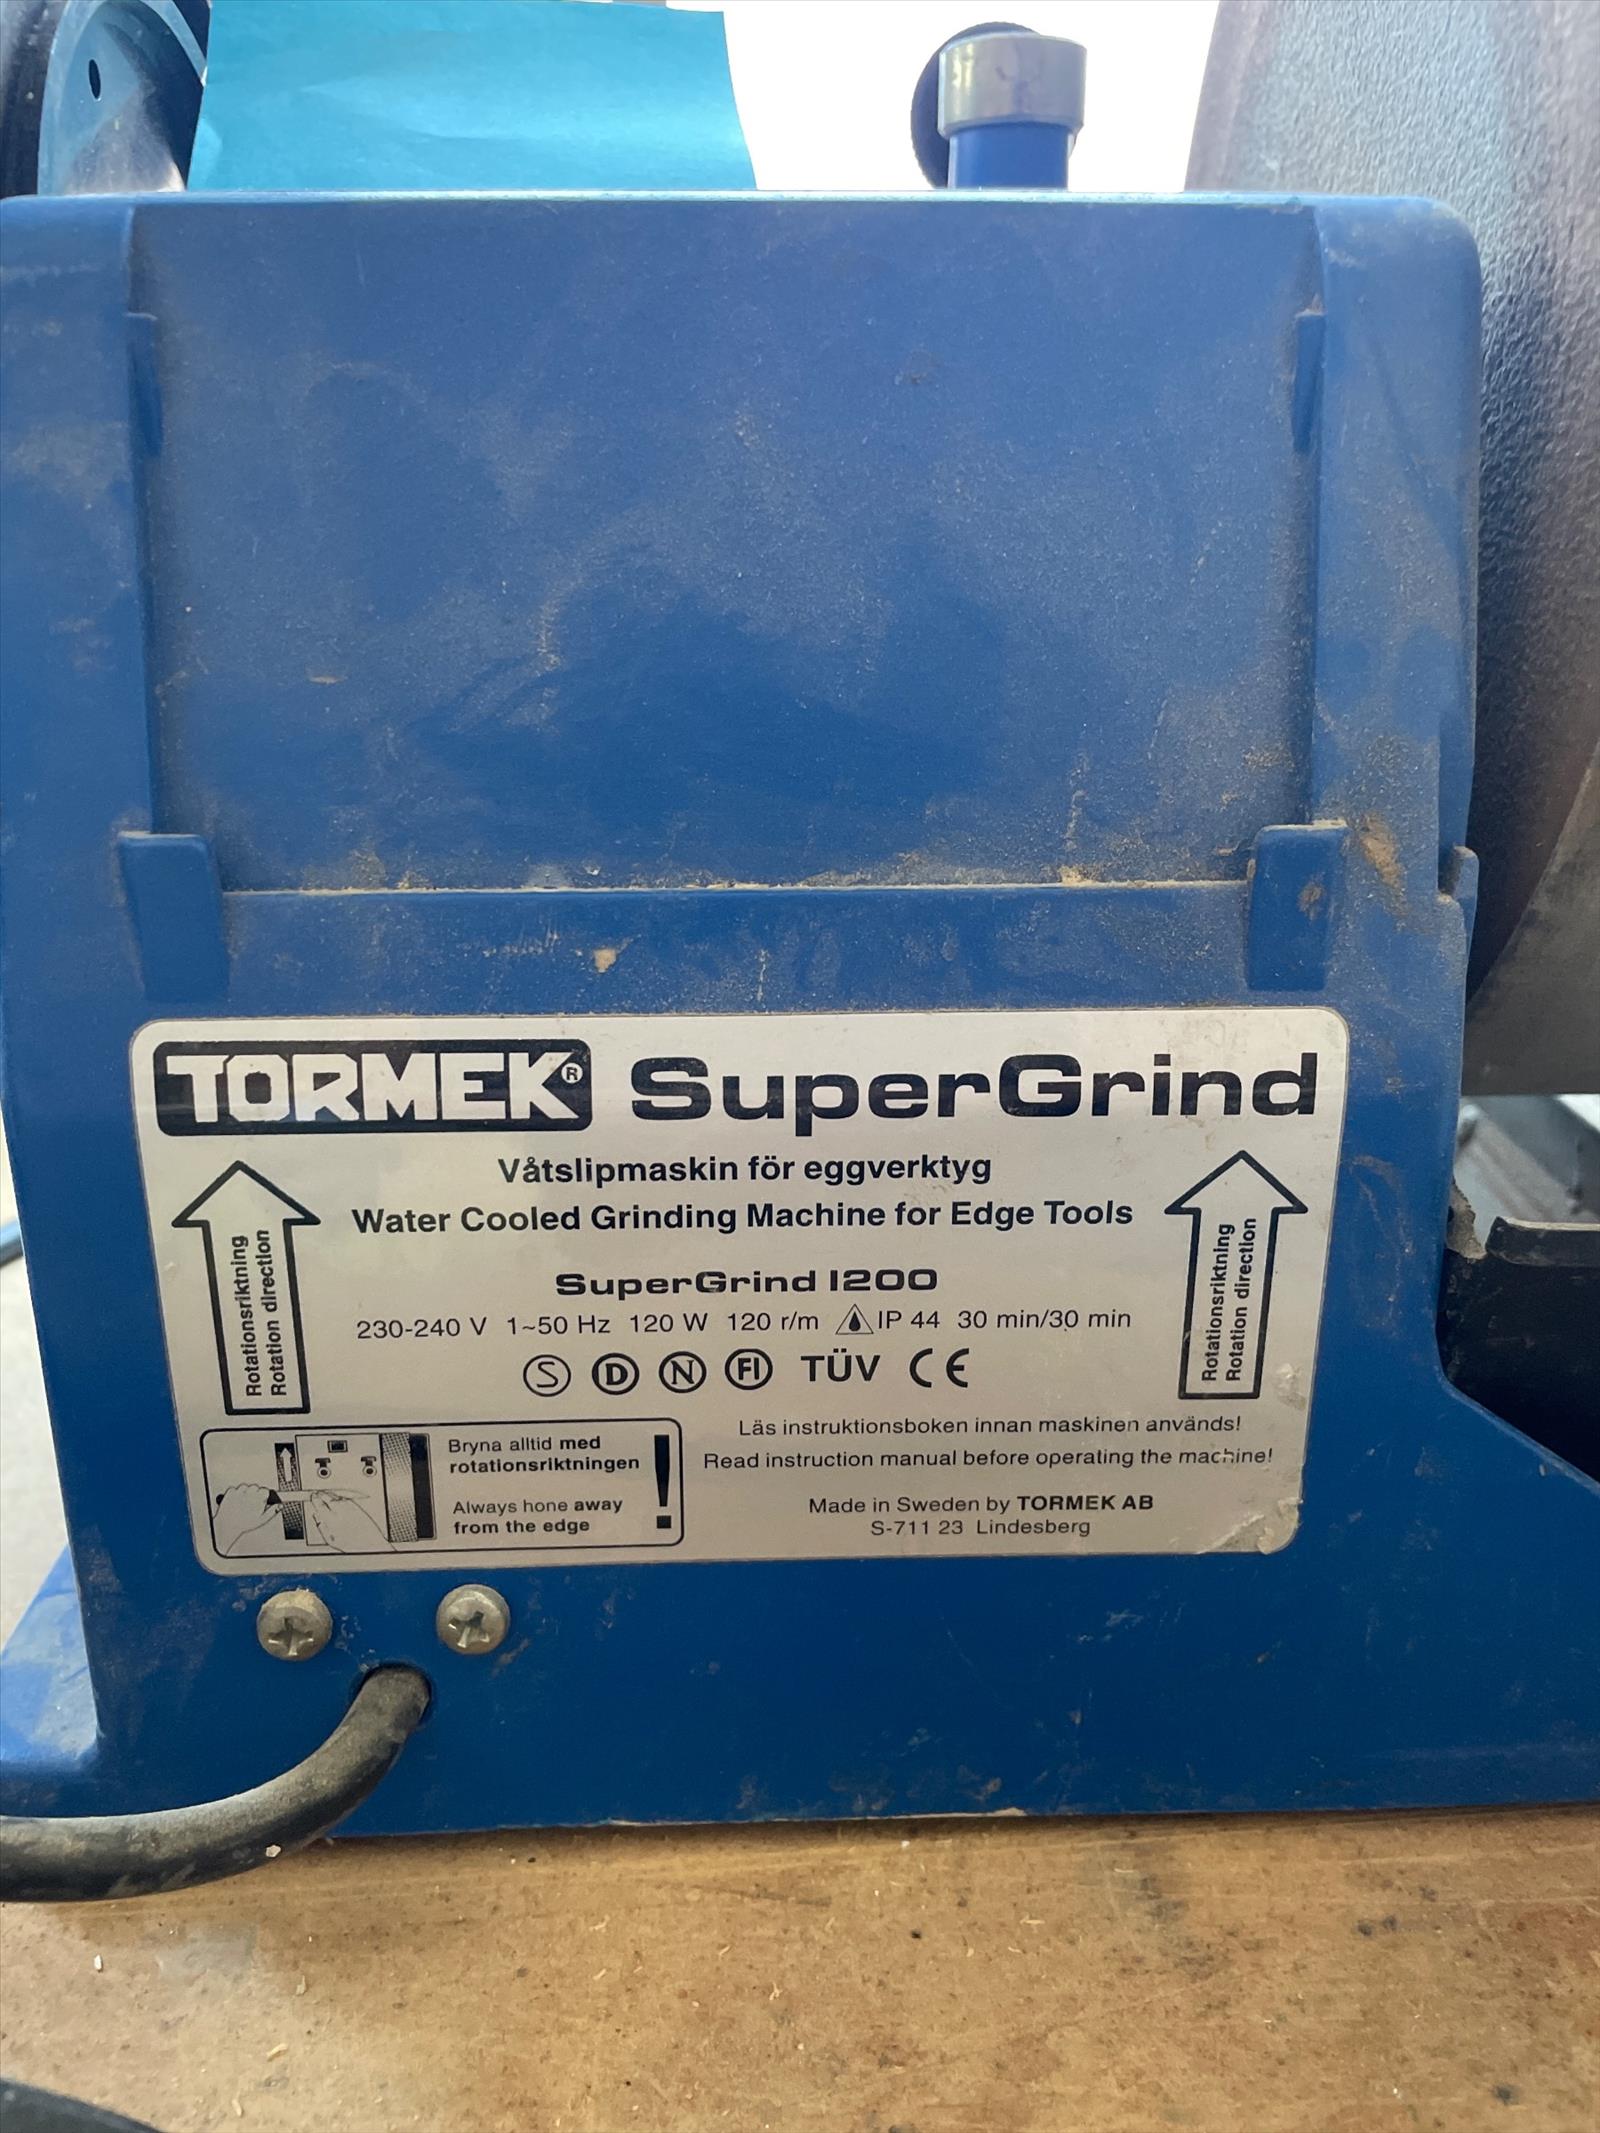 TORMEK® SuperGrind
Våtslipmaskin för eggverktyg
Water Cooled Grinding Machine for Edge Tools
Rotationsriktning
Rotation direction
Rotationsriktning
Rotation direction
SuperGrind 1200
230-240 V 1~50 Hz 120 W 120 r/m IP 44 30 min/30 min
S D N FI TÜV CE
Bryna alltid med
rotationsriktningen
Always hone away
from the edge
!
Läs instruktionsboken innan maskinen används!
Read instruction manual before operating the machine!
Made in Sweden by TORMEK AB
S-711 23 Lindesberg